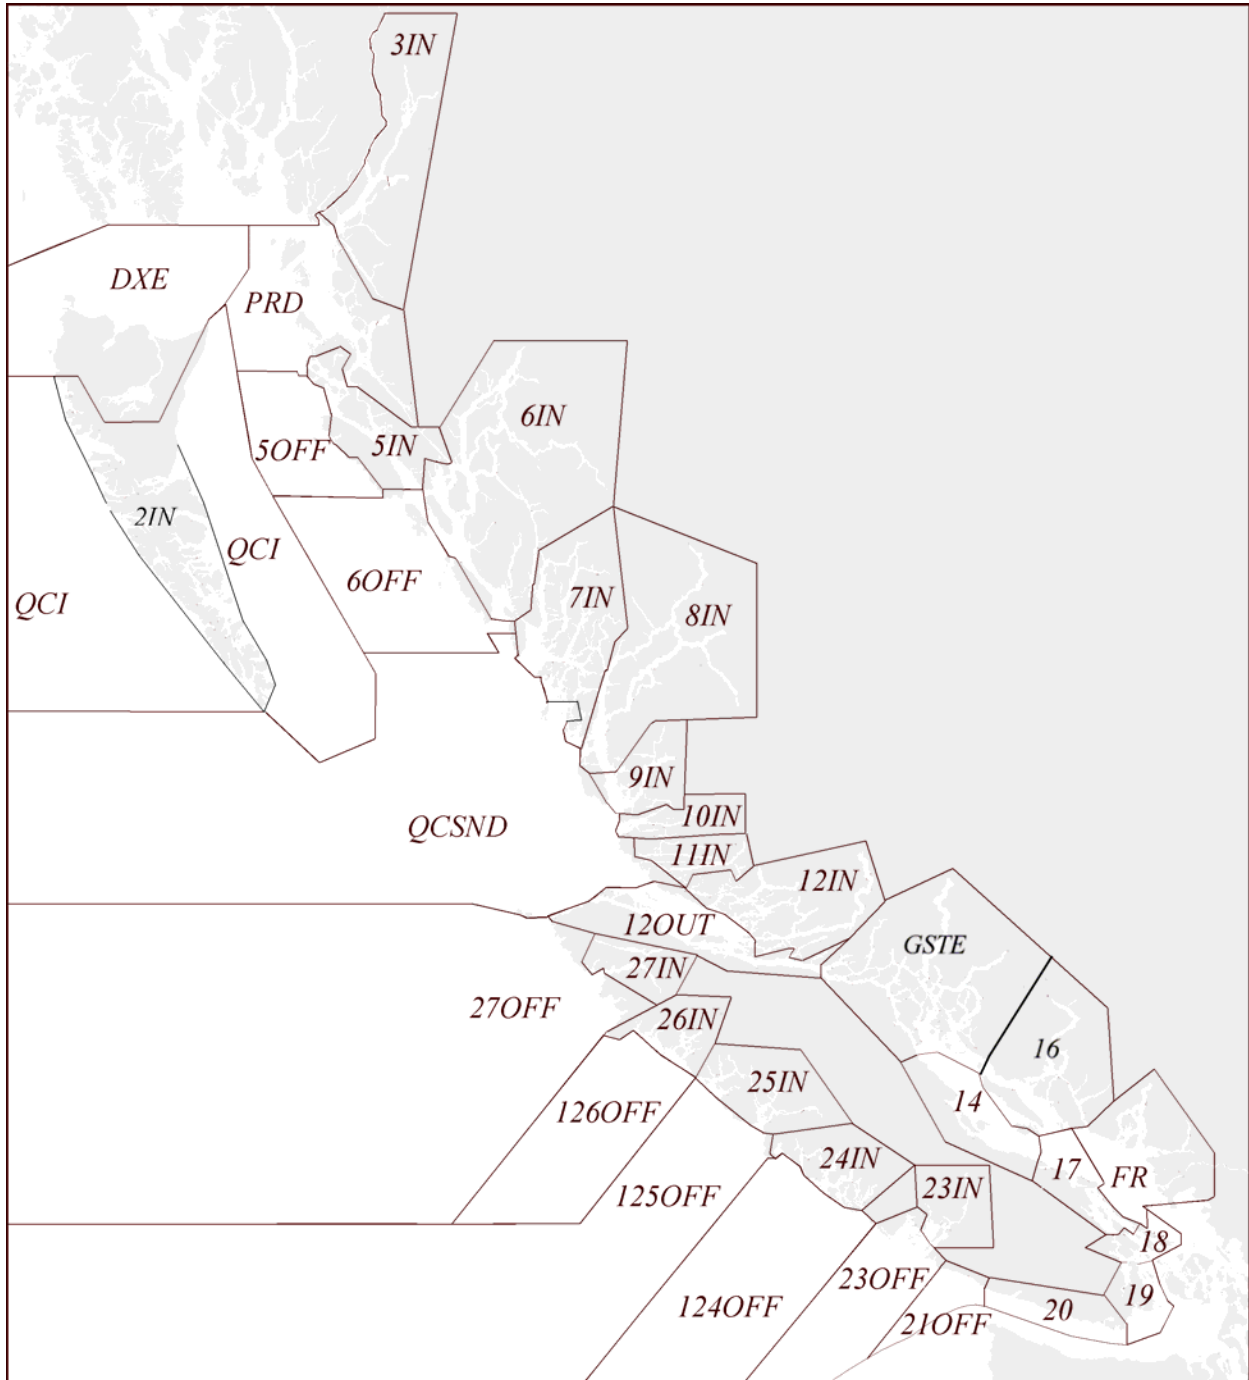 3IN
DXE
PRD
6IN
5OFF
5IN
2IN
QCI
6OFF
QCI
7IN
8IN
9IN
10IN
QCSND
11IN
12IN
12OUT
GSTE
27IN
27OFF
26IN
16
25IN
14
126OFF
24IN
17
FR
125OFF
23IN
18
23OFF
124OFF
19
20
21OFF